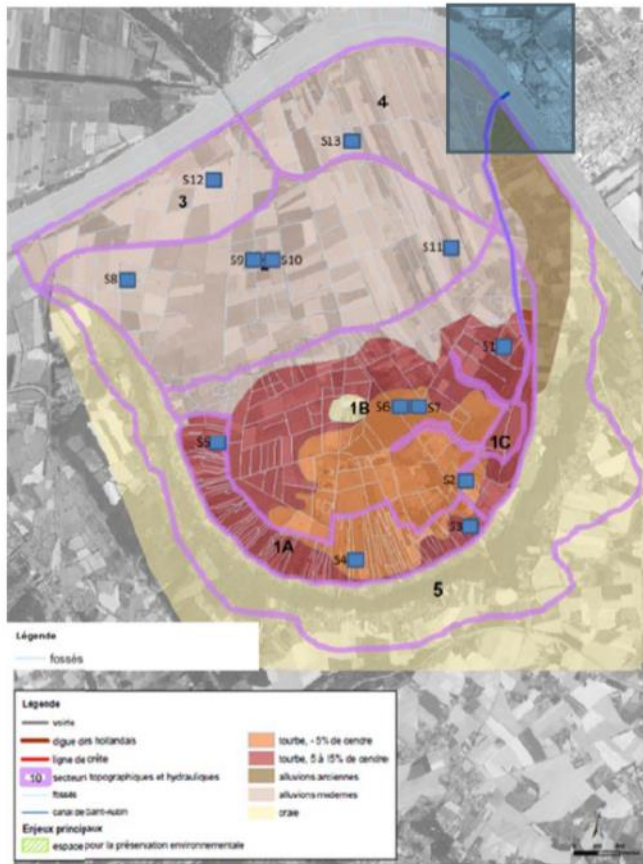 4
S13
S12
3
S11
S9 S10
S8
S1
1B
S6 S7
1C
S5
S2
S3
1A
S4
5
Légende
fossés
Légende
voirie
digue des hollandais
ligne de crête
10 secteurs topographiques et hydrauliques
fossés
canal de Saint-Aubin
Enjeux principaux
espace pour la préservation environnementale
tourbe, - 5% de cendre
tourbe, 5 à 15% de cendre
alluvions anciennes
alluvions modernes
craie